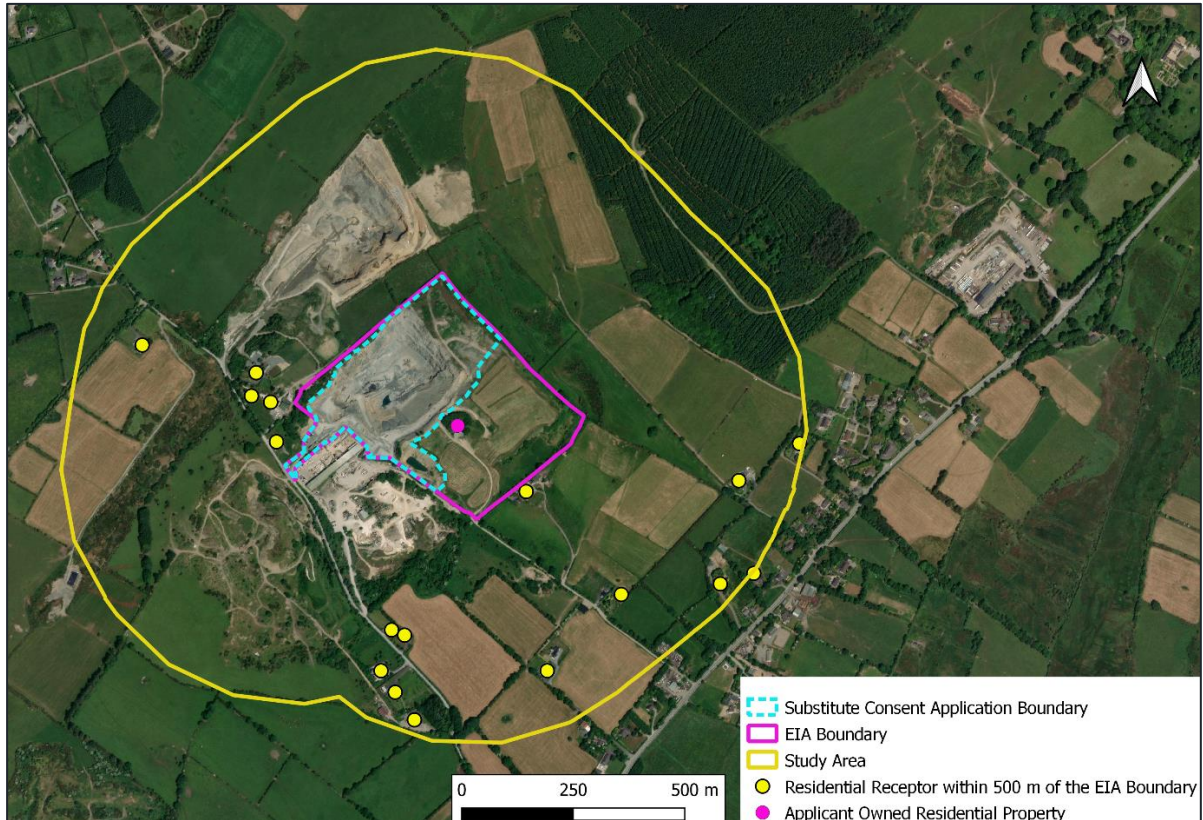 Substitute Consent Application Boundary
EIA Boundary
Study Area
Residential Receptor within 500 m of the EIA Boundary
Applicant Owned Residential Property
0 250 500 m